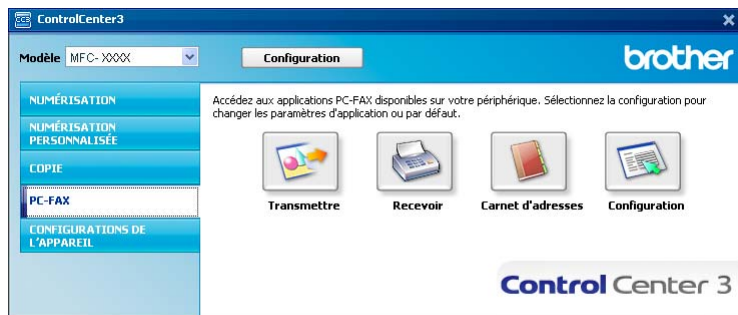 CC3 ControlCenter3
Modèle MFC- XXXX Configuration brother
NUMÉRISATION
NUMÉRISATION
PERSONNALISÉE
COPIE
PC-FAX
CONFIGURATIONS DE
L'APPAREIL
Accédez aux applications PC-FAX disponibles sur votre périphérique. Sélectionnez la configuration pour
changer les paramètres d'application ou par défaut.
Transmettre Recevoir Carnet d'adresses Configuration
Control Center 3